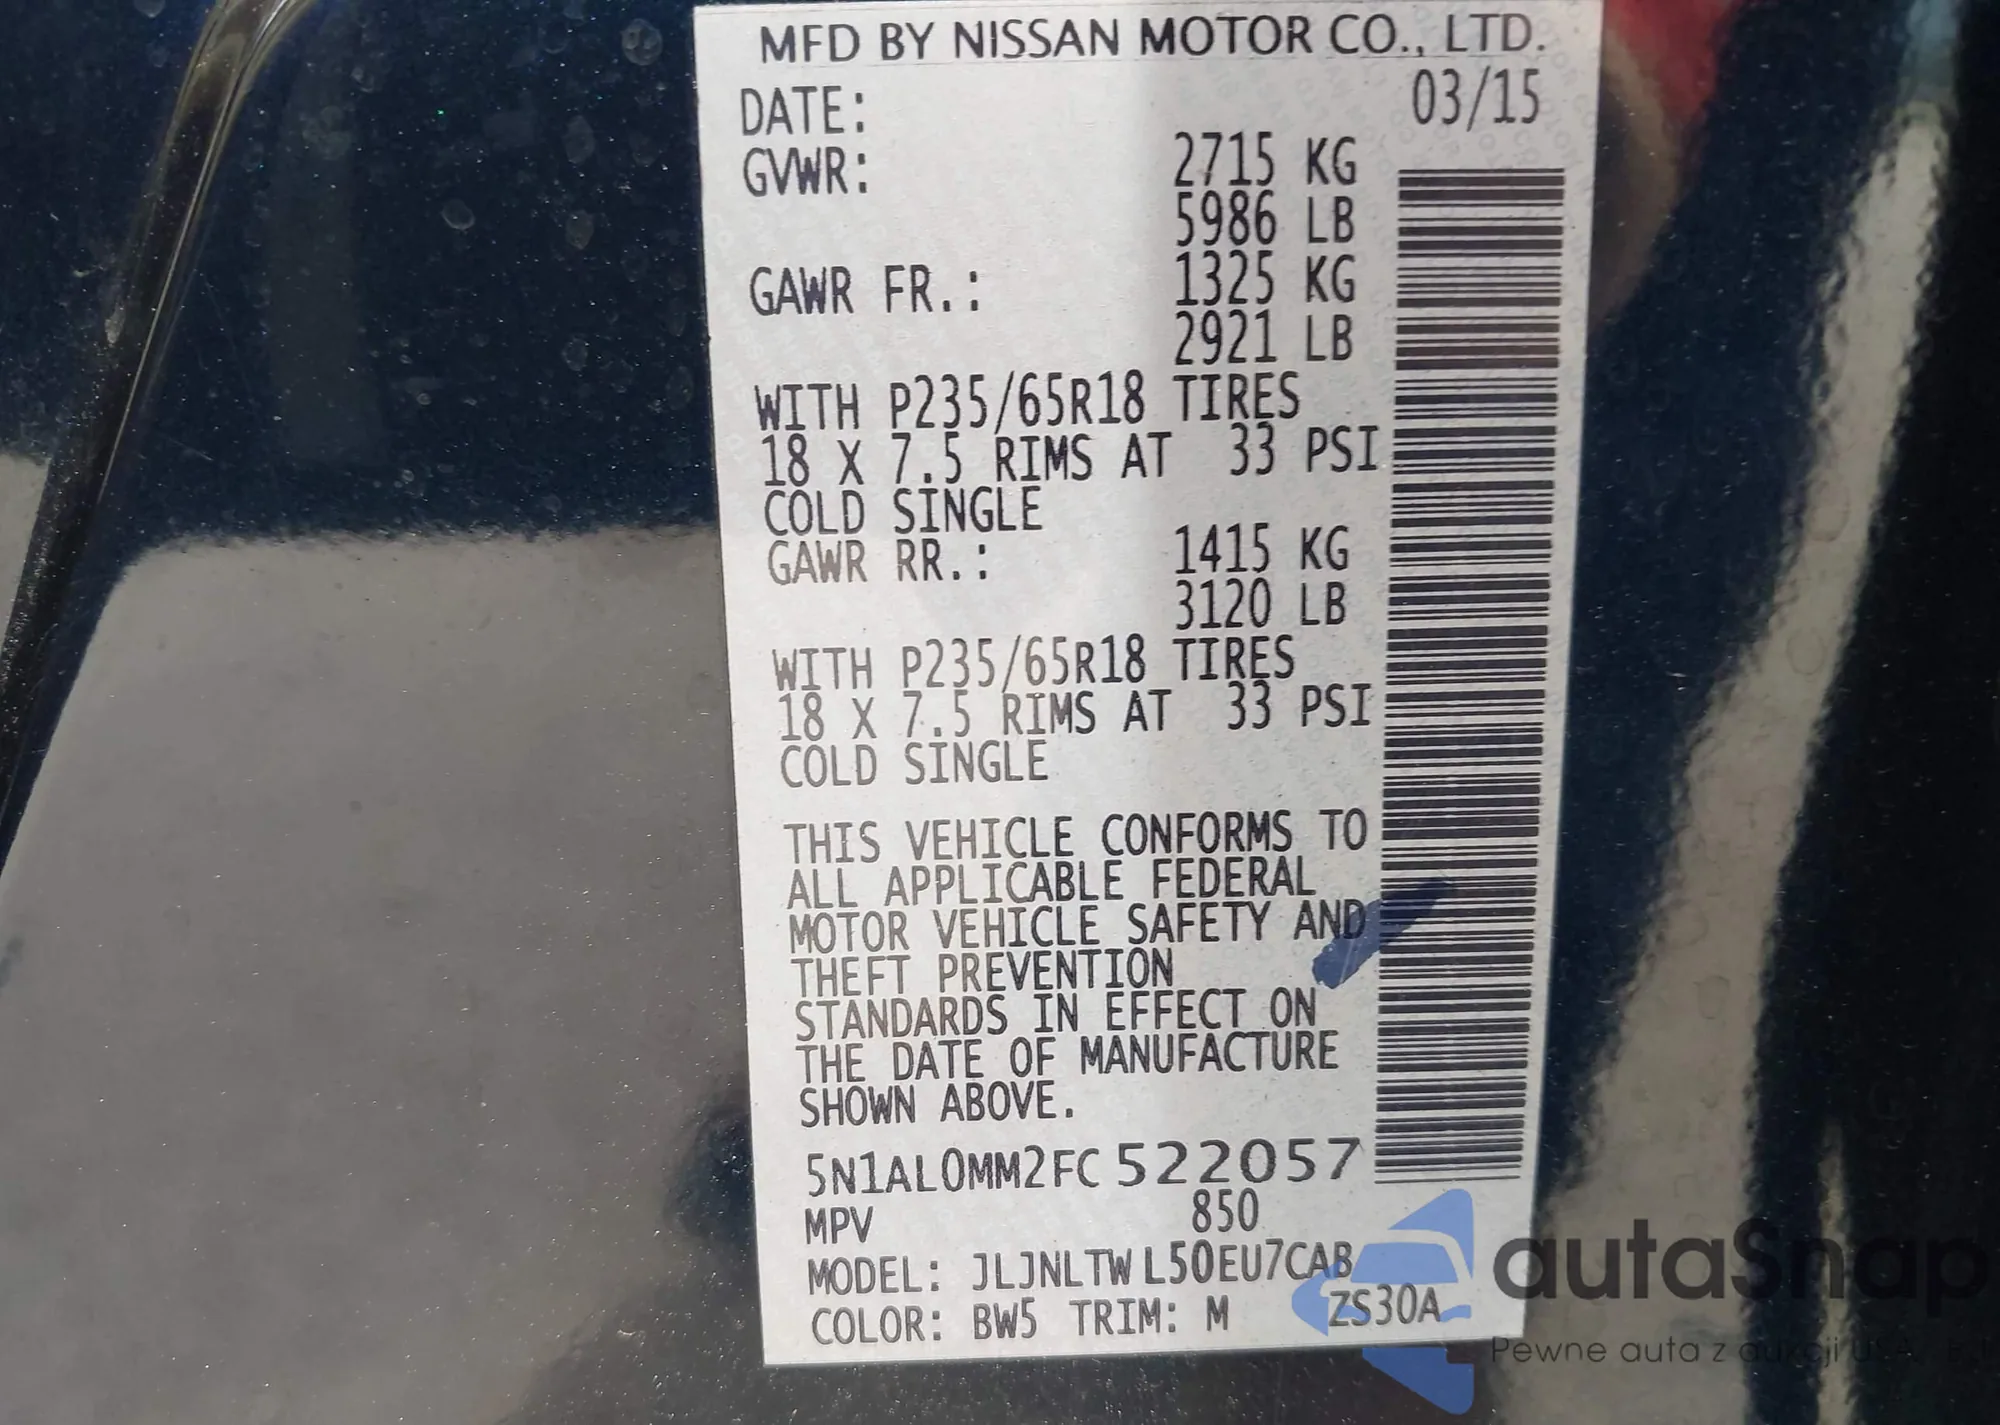 MFD BY NISSAN MOTOR CO., LTD.
DATE: 03/15
GVWR: 2715 KG
5986 LB
GAWR FR.: 1325 KG
2921 LB
WITH P235/65R18 TIRES
18 X 7.5 RIMS AT 33 PSI
COLD SINGLE
GAWR RR.: 1415 KG
3120 LB
WITH P235/65R18 TIRES
18 X 7.5 RIMS AT 33 PSI
COLD SINGLE
THIS VEHICLE CONFORMS TO
ALL APPLICABLE FEDERAL
MOTOR VEHICLE SAFETY AND
THEFT PREVENTION
STANDARDS IN EFFECT ON
THE DATE OF MANUFACTURE
SHOWN ABOVE.
5N1AL0MM2FC522057
MPV 850
MODEL: JLJNLTWL50EU7CAB
COLOR: BW5 TRIM: M ZS30A
autaSnap
Pewne auta z aukcji